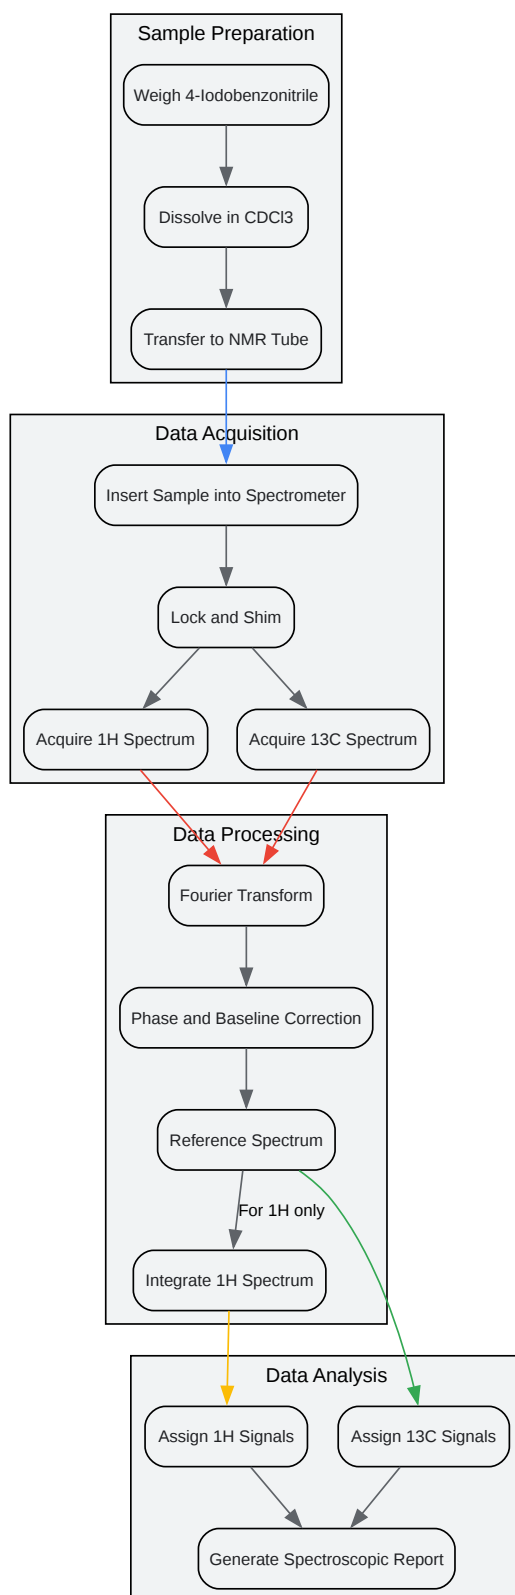 Sample Preparation
Weigh 4-Iodobenzonitrile
Dissolve in CDCl3
Transfer to NMR Tube
Data Acquisition
Insert Sample into Spectrometer
Lock and Shim
Acquire 1H Spectrum
Acquire 13C Spectrum
Data Processing
Fourier Transform
Phase and Baseline Correction
Reference Spectrum
For 1H only
Integrate 1H Spectrum
Data Analysis
Assign 1H Signals
Assign 13C Signals
Generate Spectroscopic Report